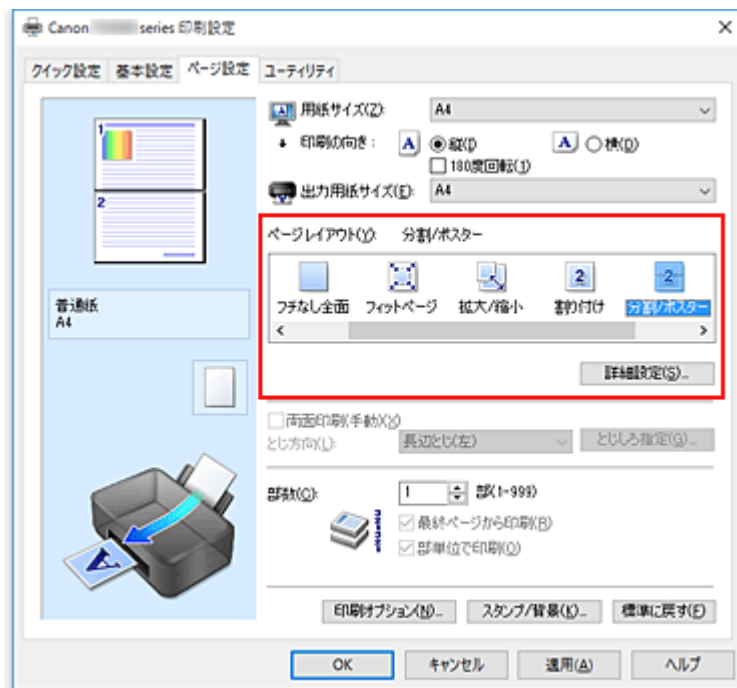 Canon series 印刷設定
クイック設定 基本設定 ページ設定 ユーティリティ
用紙サイズ(Z): A4
印刷の向き: A 縦(I) A 横(D)
180度回転(1)
出力用紙サイズ(E): A4
ページレイアウト(Y): 分割/ポスター
2 2
フチなし全面 フィットページ 拡大/縮小 割り付け 分割/ポスター
詳細設定(S)...
1
2
普通紙
A4
両面印刷(手動)(X)
とじ方向(L): 長辺とじ(左) とじしろ指定(G)...
部数(C): 1 部(1-999)
最終ページから印刷(R)
部単位で印刷(O)
A
印刷オプション(N)... スタンプ/背景(K)... 標準に戻す(F)
OK キャンセル 適用(A) ヘルプ